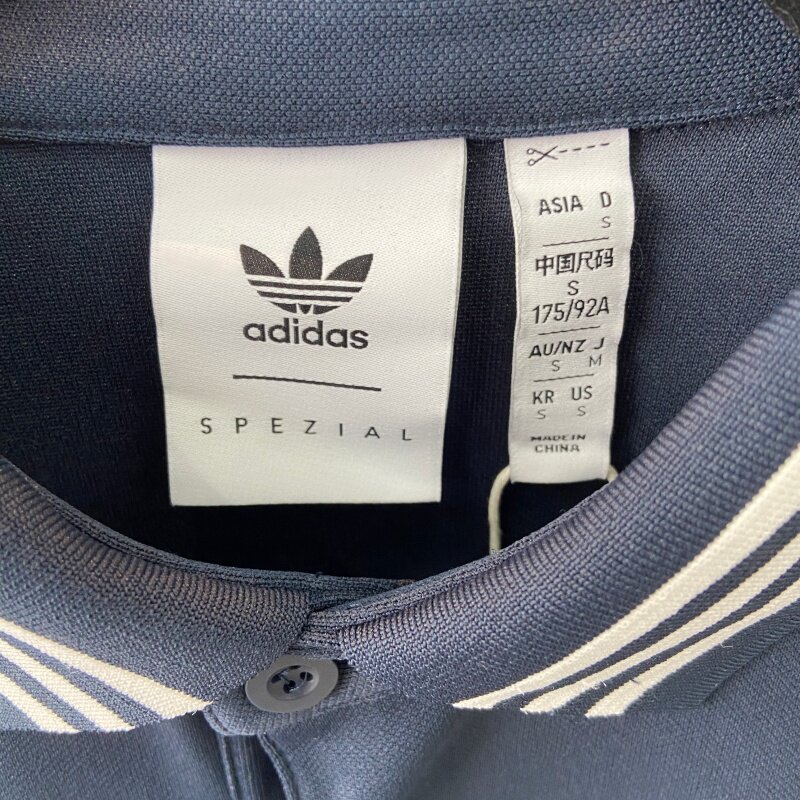 adidas
SPEZIAL
ASIA D
S
中国尺码
S
175/92A
AU/NZ J
S M
KR US
S S
MADE IN
CHINA